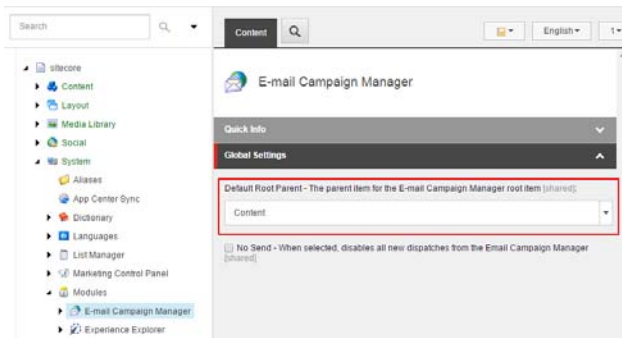 Search
sitecore
Content
Layout
Media Library
Social
System
Aliases
App Center Sync
Dictionary
Languages
List Manager
Marketing Control Panel
Modules
E-mail Campaign Manager
Experience Explorer
Content
English
1
E-mail Campaign Manager
Quick Info
Global Settings
Default Root Parent - The parent item for the E-mail Campaign Manager root item [shared]:
Content
No Send - When selected, disables all new dispatches from the Email Campaign Manager
[shared]: